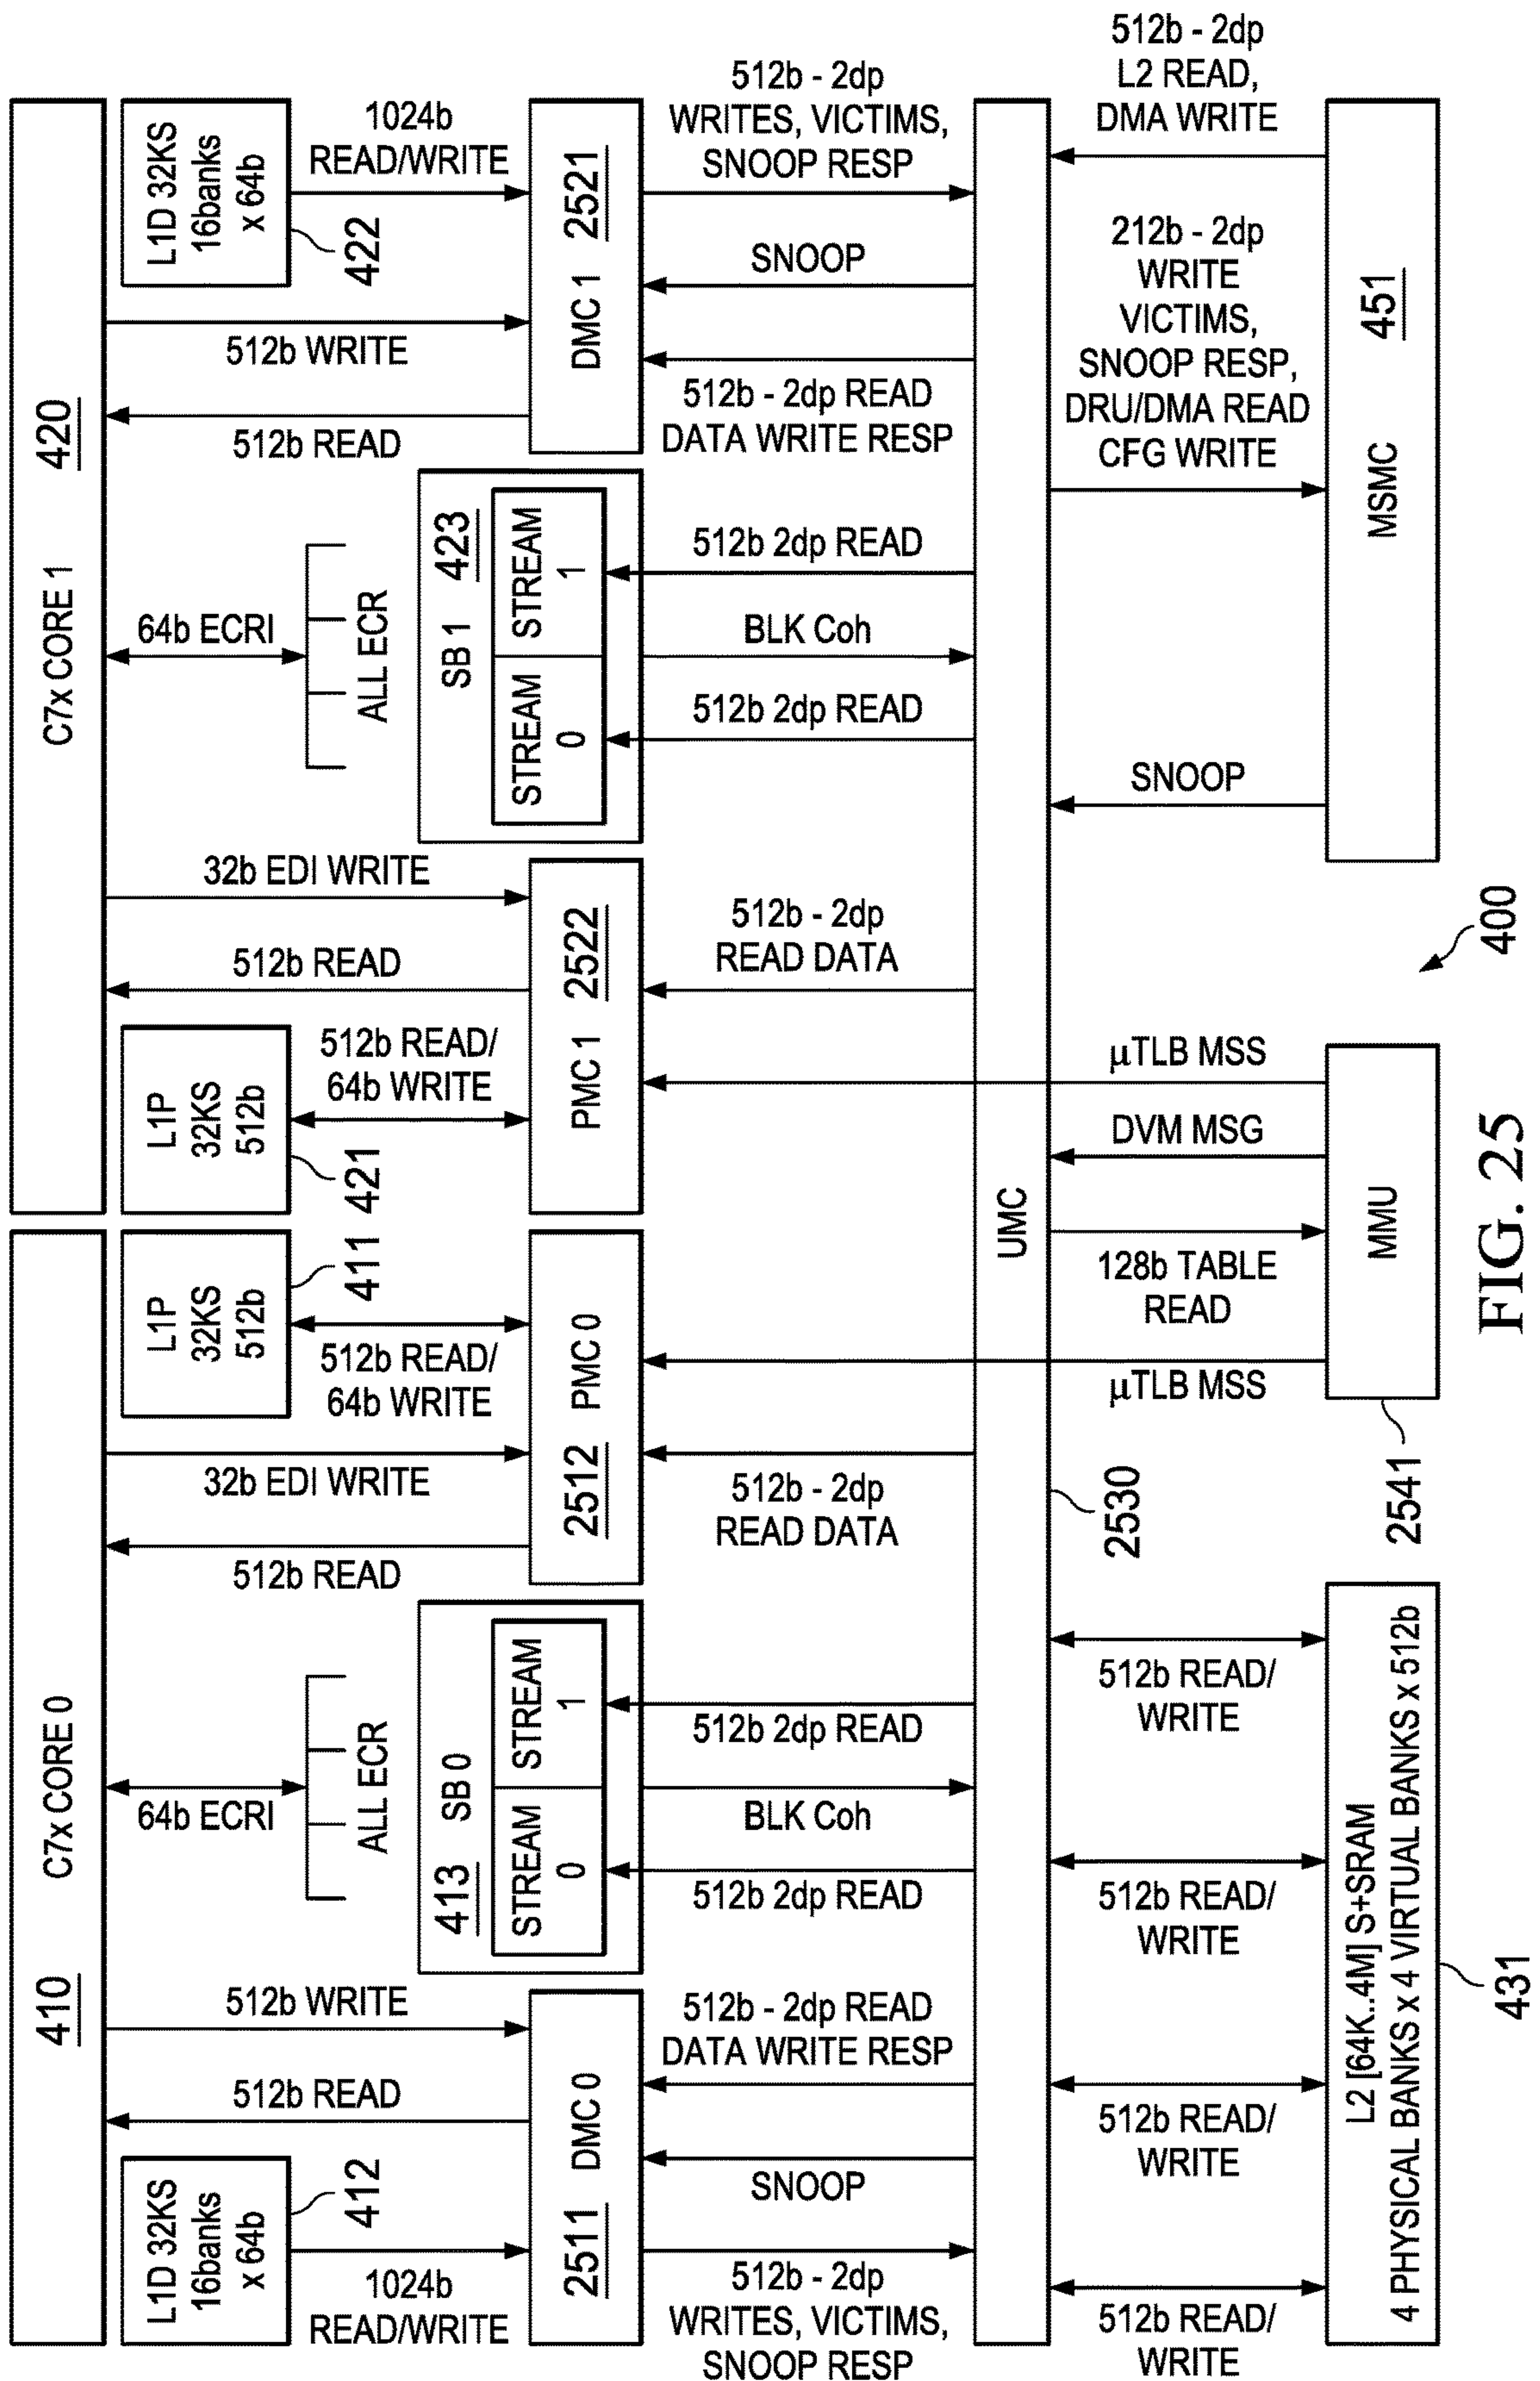 410 C7x CORE 0
C7x CORE 1 420
L1D 32KS
16banks
x 64b
412
1024b
READ/WRITE
512b READ
512b WRITE
64b ECRI
ALL ECR
512b READ
32b EDI WRITE
L1P
32KS
512b
411
512b READ/
64b WRITE
L1P
32KS
512b
421
512b READ/
64b WRITE
512b READ
32b EDI WRITE
64b ECRI
ALL ECR
512b READ
512b WRITE
L1D 32KS
16banks
x 64b
422
1024b
READ/WRITE
2511 DMC 0
413 SB 0
STREAM
0
STREAM
1
2512 PMC 0
PMC 1 2522
SB 1 423
STREAM
0
STREAM
1
DMC 1 2521
512b - 2dp
WRITES, VICTIMS,
SNOOP RESP
SNOOP
512b - 2dp READ
DATA WRITE RESP
512b 2dp READ
BLK Coh
512b 2dp READ
512b - 2dp
READ DATA
512b - 2dp
READ DATA
512b 2dp READ
BLK Coh
512b 2dp READ
512b - 2dp READ
DATA WRITE RESP
SNOOP
512b - 2dp
WRITES, VICTIMS,
SNOOP RESP
UMC
2530
512b READ/
WRITE
512b READ/
WRITE
512b READ/
WRITE
512b READ/
WRITE
µTLB MSS
128b TABLE
READ
DVM MSG
µTLB MSS
SNOOP
212b - 2dp
WRITE
VICTIMS,
SNOOP RESP,
DRU/DMA READ
CFG WRITE
512b - 2dp
L2 READ,
DMA WRITE
L2 [64K..4M] S+SRAM
4 PHYSICAL BANKS x 4 VIRTUAL BANKS x 512b
431
MMU
2541
MSMC 451
400
FIG. 25